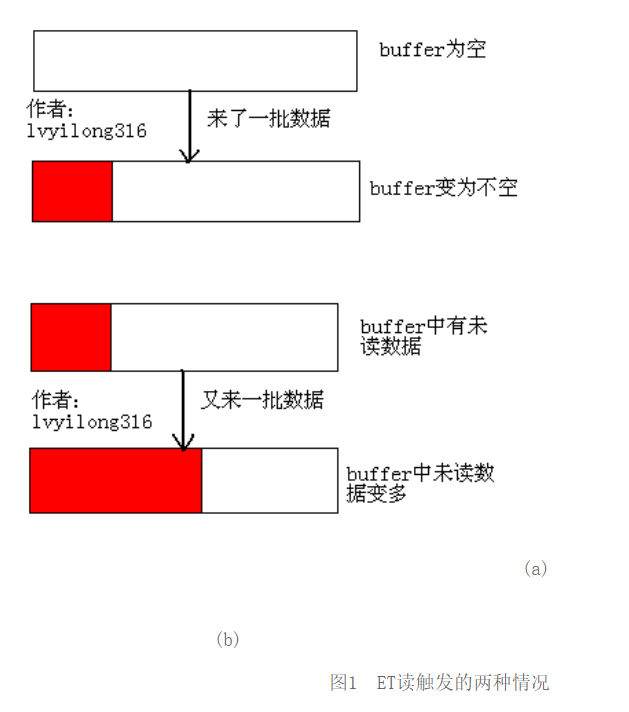 buffer为空
作者:
lvyilong316
来了一批数据
buffer变为不空
buffer中有未
读数据
作者:
lvyilong316
又来一批数据
buffer中未读数
据变多
(a)
(b)
图1 ET读触发的两种情况